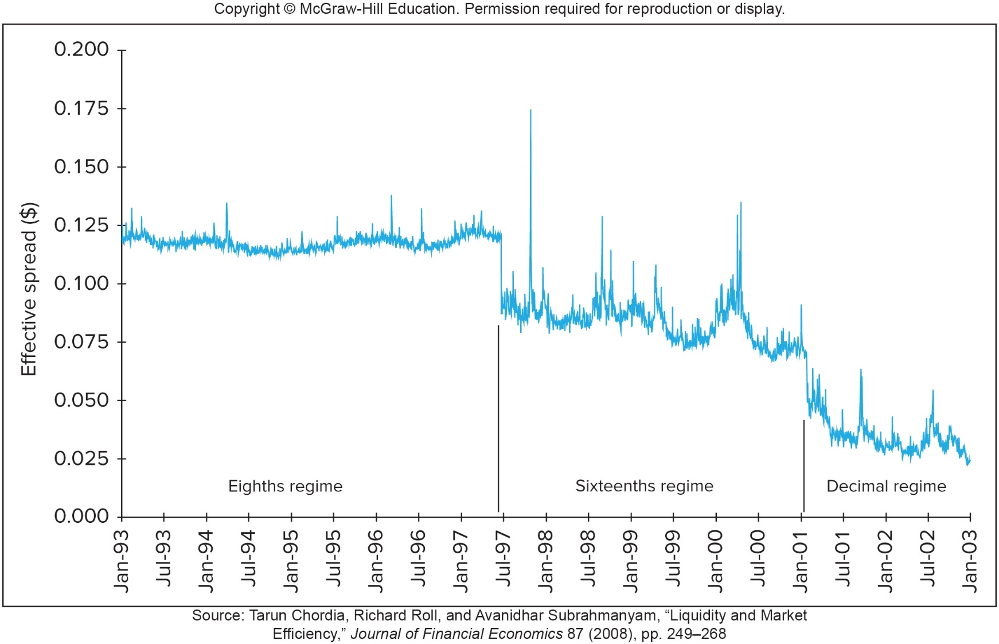 Copyright © McGraw-Hill Education. Permission required for reproduction or display.
0.200
0.175
0.150
0.125
0.100
0.075
0.050
0.025
0.000
Effective spread ($)
Eighths regime
Sixteenths regime
Decimal regime
Jan-93
Jul-93
Jan-94
Jul-94
Jan-95
Jul-95
Jan-96
Jul-96
Jan-97
Jul-97
Jan-98
Jul-98
Jan-99
Jul-99
Jan-00
Jul-00
Jan-01
Jul-01
Jan-02
Jul-02
Jan-03
Source: Tarun Chordia, Richard Roll, and Avanidhar Subrahmanyam, “Liquidity and Market
Efficiency,” Journal of Financial Economics 87 (2008), pp. 249–268